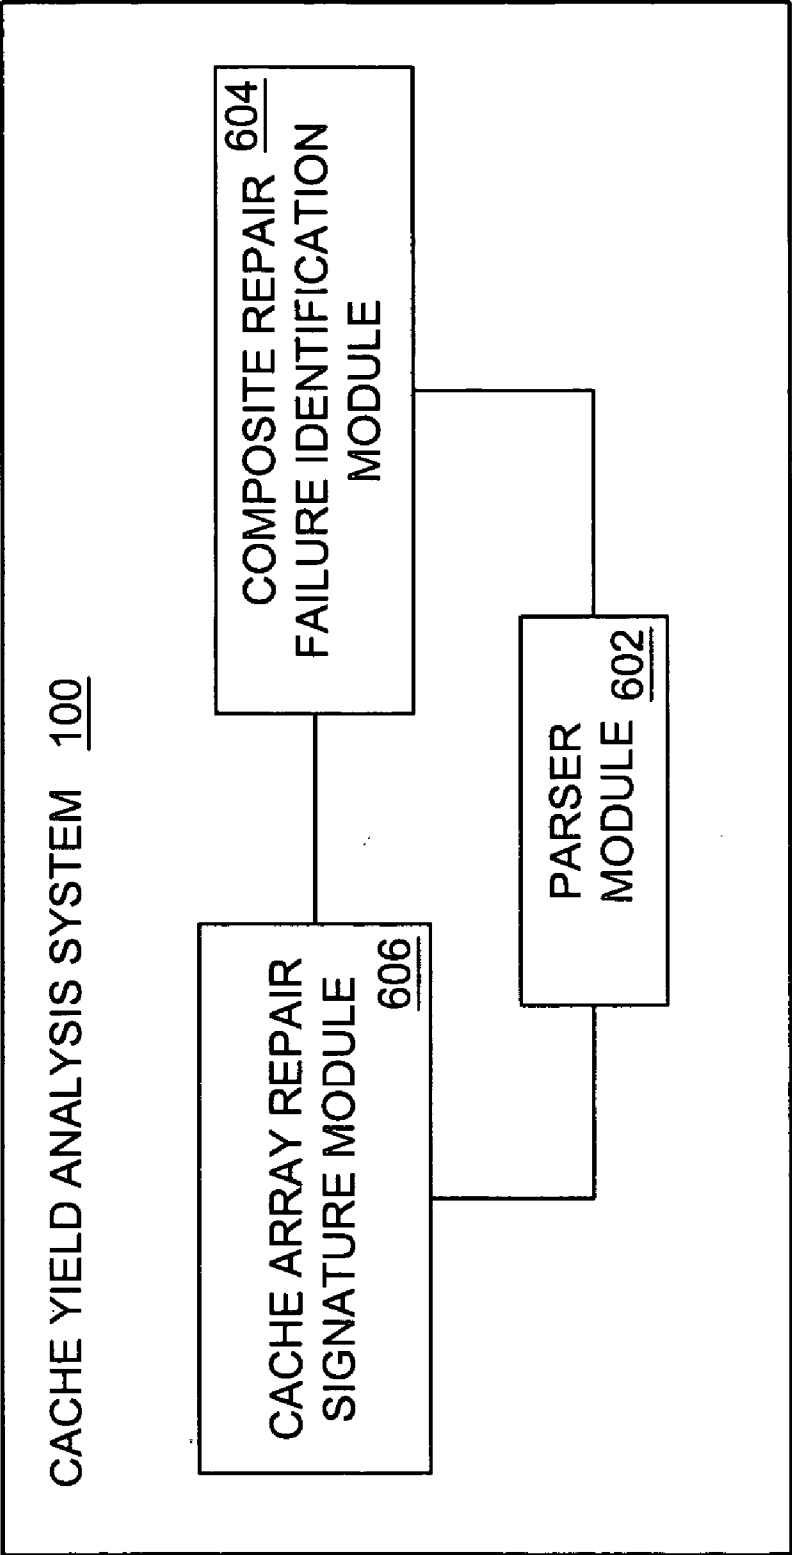 CACHE YIELD ANALYSIS SYSTEM 100
CACHE ARRAY REPAIR
SIGNATURE MODULE
606
COMPOSITE REPAIR 604
FAILURE IDENTIFICATION
MODULE
PARSER
MODULE 602